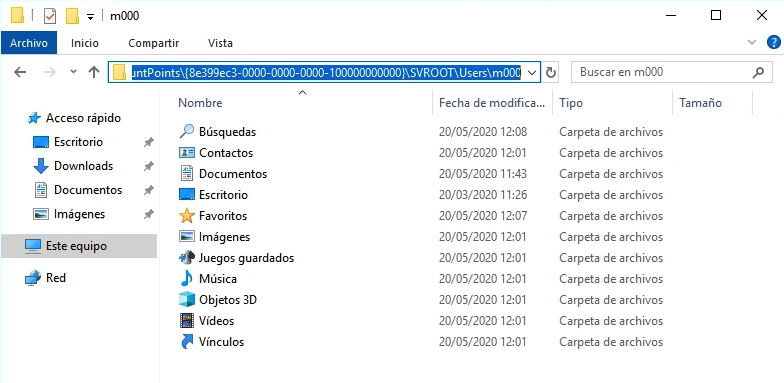 m000
Archivo Inicio Compartir Vista
untPoints\{8e399ec3-0000-0000-0000-100000000000}\SVROOT\Users\m000
Buscar en m000
Acceso rápido
Escritorio
Downloads
Documentos
Imágenes
Este equipo
Red
Nombre Fecha de modifica... Tipo Tamaño
Búsquedas 20/05/2020 12:08 Carpeta de archivos
Contactos 20/05/2020 12:01 Carpeta de archivos
Documentos 20/05/2020 11:43 Carpeta de archivos
Escritorio 20/03/2020 11:26 Carpeta de archivos
Favoritos 20/05/2020 12:07 Carpeta de archivos
Imágenes 20/05/2020 12:01 Carpeta de archivos
Juegos guardados 20/05/2020 12:01 Carpeta de archivos
Música 20/05/2020 12:01 Carpeta de archivos
Objetos 3D 20/05/2020 12:01 Carpeta de archivos
Vídeos 20/05/2020 12:01 Carpeta de archivos
Vínculos 20/05/2020 12:01 Carpeta de archivos